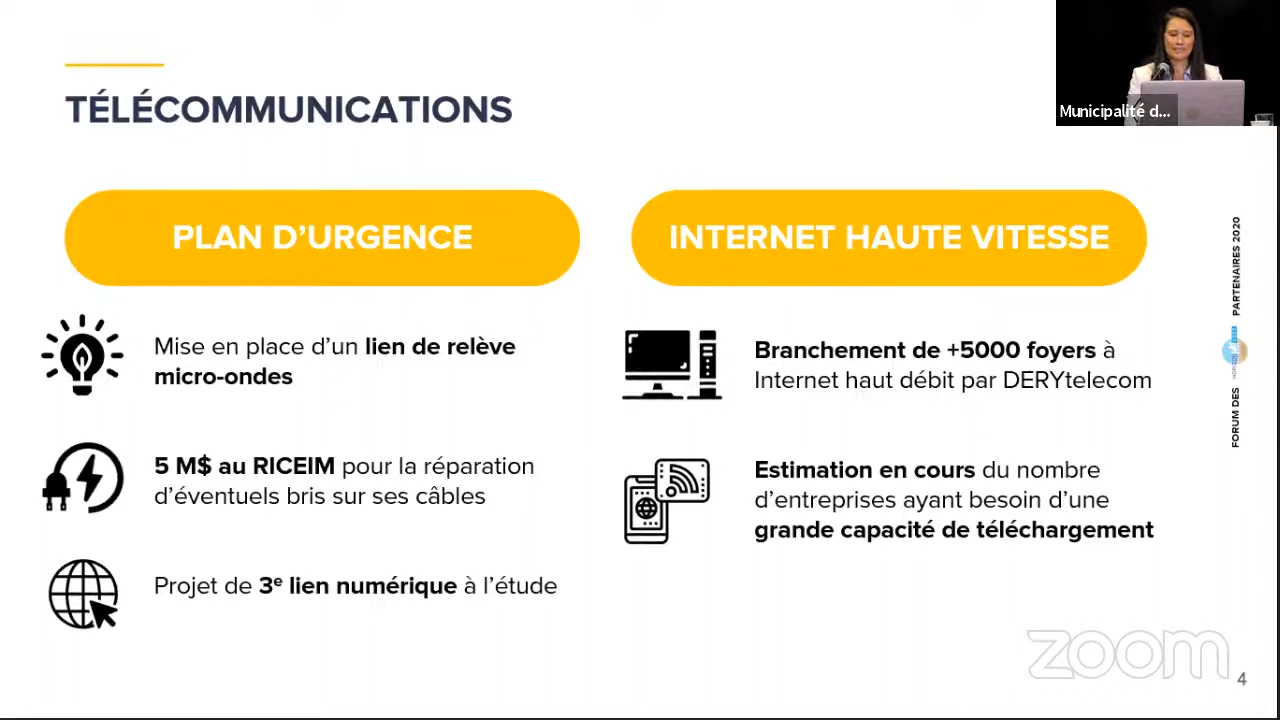 TÉLÉCOMMUNICATIONS
Municipalité d...
PLAN D'URGENCE
Mise en place d'un lien de relève
micro-ondes
5 M$ au RICEIM pour la réparation
d'éventuels bris sur ses câbles
Projet de 3e lien numérique à l'étude
INTERNET HAUTE VITESSE
Branchement de +5000 foyers à
Internet haut débit par DERYtelecom
Estimation en cours du nombre
d'entreprises ayant besoin d'une
grande capacité de téléchargement
FORUM DES PARTENAIRES 2020
zoom
4